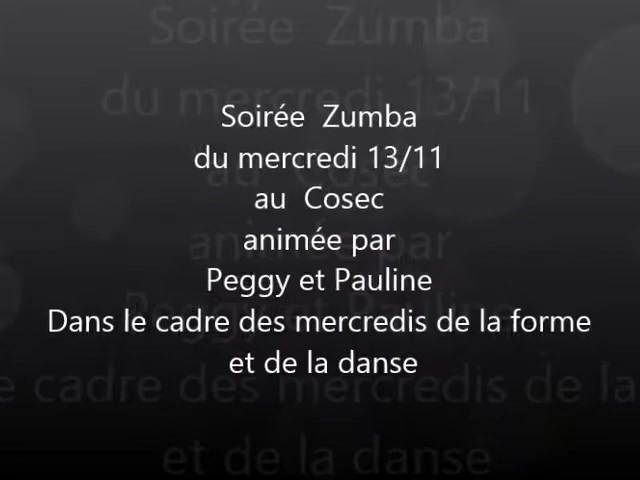 Soirée Zumba
du mercredi 13/11
au Cosec
animée par
Peggy et Pauline
Dans le cadre des mercredis de la forme
et de la danse